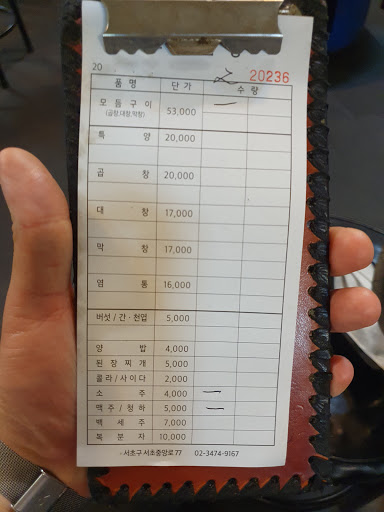 20
20236
품 명 단 가 수 량
모 듬 구 이 53,000 一
(곱창,대창,막창)
특 양 20,000
곱 창 20,000
대 창 17,000
막 창 17,000
염 통 16,000
버섯 / 간 · 천엽 5,000
양 밥 4,000
된 장 찌 개 5,000
콜 라 / 사 이 다 2,000
소 주 4,000 一
맥 주 / 청 하 5,000 一
백 세 주 7,000
복 분 자 10,000
서초구 서초중앙로 77 02-3474-9167